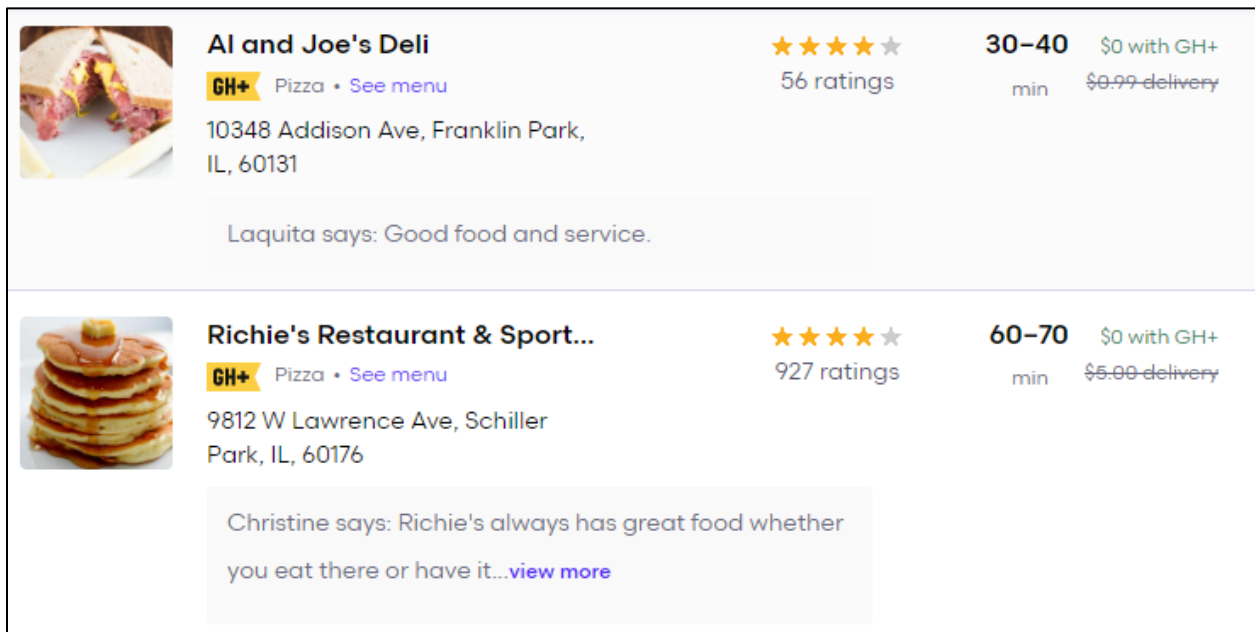 Al and Joe's Deli
GH+ Pizza • See menu
10348 Addison Ave, Franklin Park,
IL, 60131
56 ratings
30–40
min
$0 with GH+
$0.99 delivery
Laquita says: Good food and service.
Richie's Restaurant & Sport...
GH+ Pizza • See menu
9812 W Lawrence Ave, Schiller
Park, IL, 60176
927 ratings
60–70
min
$0 with GH+
$5.00 delivery
Christine says: Richie's always has great food whether
you eat there or have it...view more